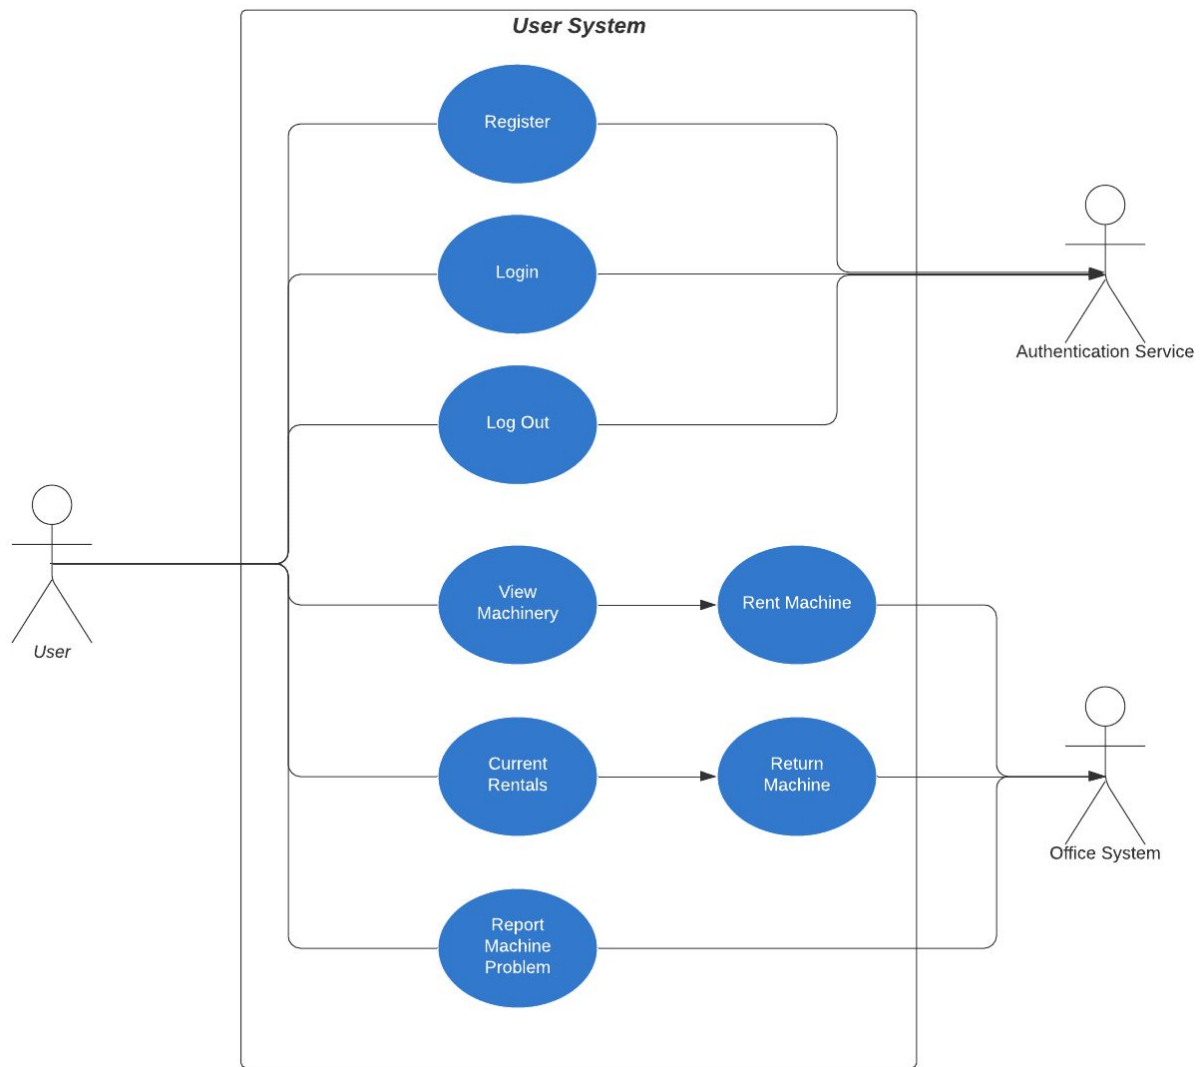 User System
Register
Login
Authentication Service
Log Out
User
View
Machinery
Rent Machine
Current
Rentals
Return
Machine
Office System
Report
Machine
Problem